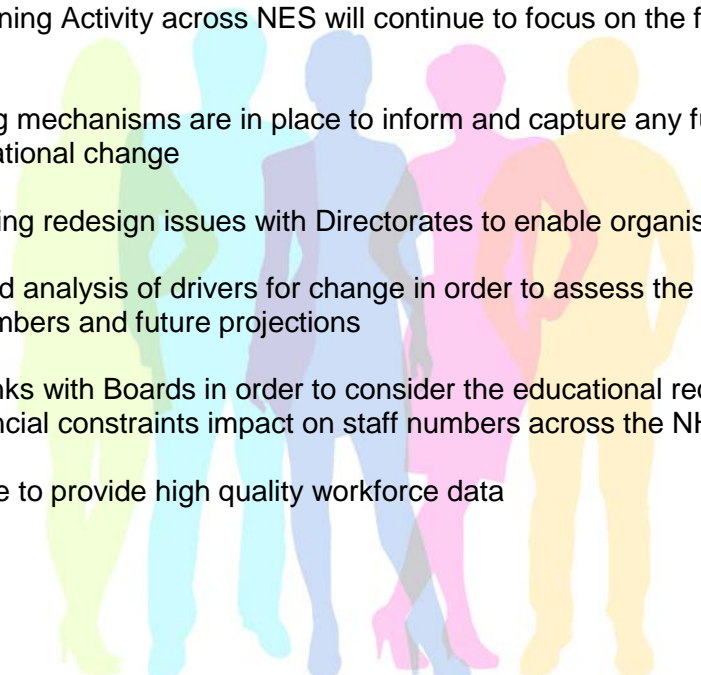 ning Activity across NES will continue to focus on the f
g mechanisms are in place to inform and capture any fu
ational change
ing redesign issues with Directorates to enable organis
d analysis of drivers for change in order to assess the
mbers and future projections
nks with Boards in order to consider the educational rec
ncial constraints impact on staff numbers across the NH
e to provide high quality workforce data